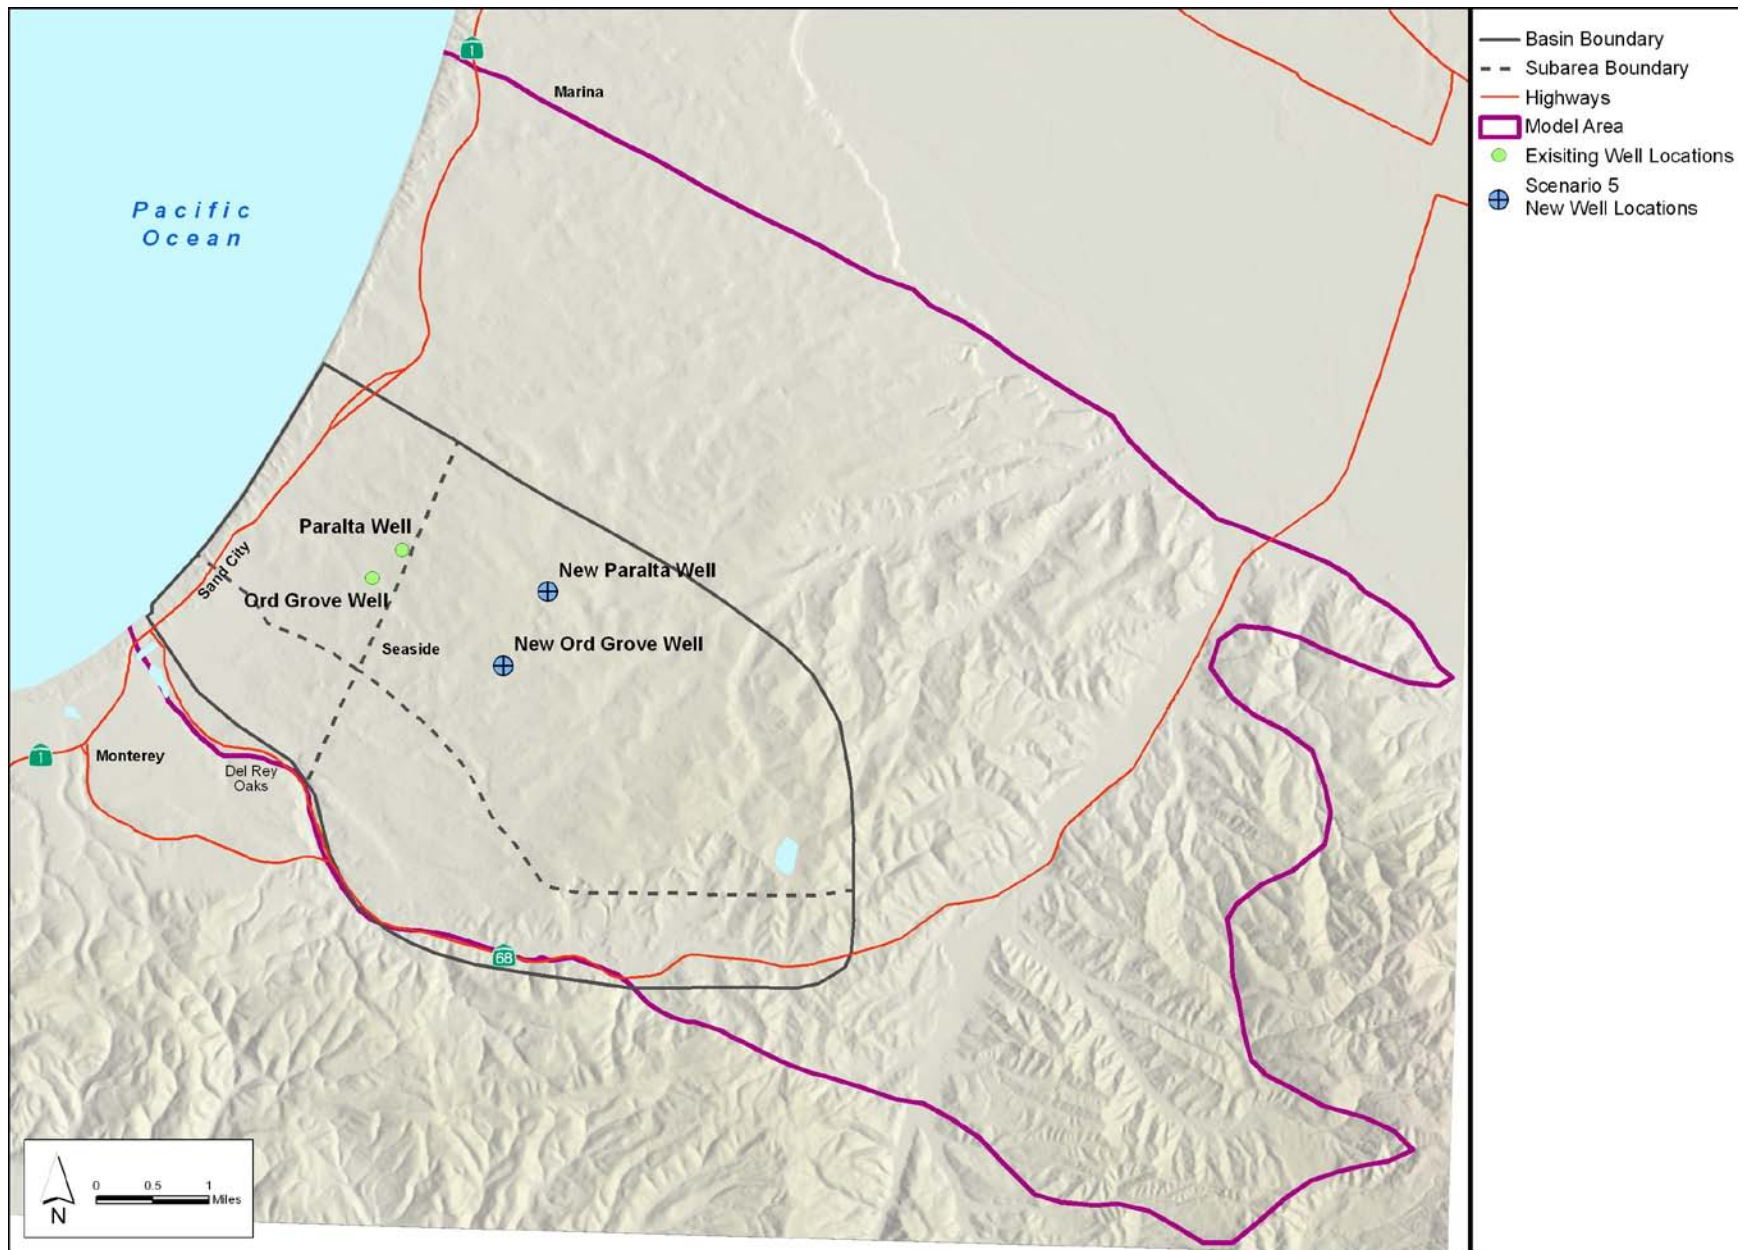 1
Marina
Pacific
Ocean
Paralta Well
Sand City
New Paralta Well
Ord Grove Well
Seaside
New Ord Grove Well
1
Monterey
Del Rey
Oaks
68
0 0.5 1
Miles
N
Basin Boundary
Subarea Boundary
Highways
Model Area
Exisiting Well Locations
Scenario 5
New Well Locations